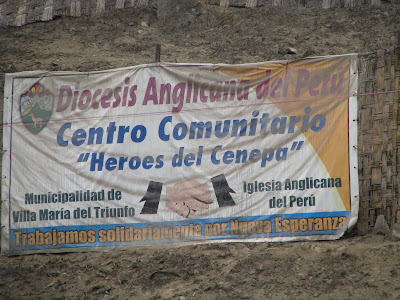 Diocesis Anglicana del Perú
Centro Comunitario
"Heroes del Cenepa"
Municipalidad de
Villa María del Triunfo
Iglesia Anglicana
del Perú
Trabajamos solidariamente por Nueva Esperanza